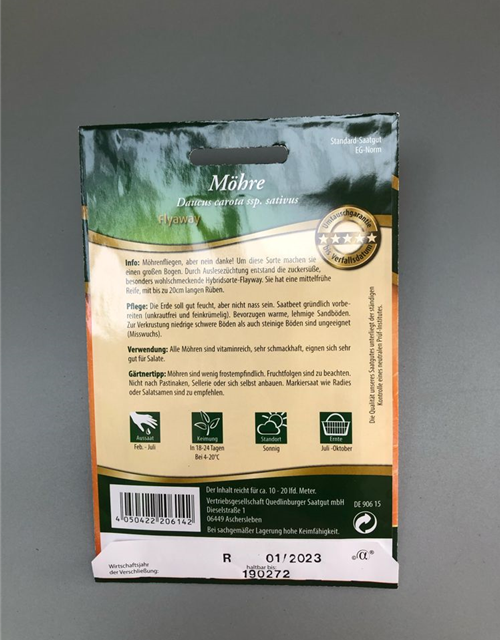 Standard-Saatgut
EG-Norm
Möhre
Daucus carota ssp. sativus
Flyaway
Umtauschgarantie
bis Verfallsdatum
Info: Möhrenfliegen, aber nein danke! Um diese Sorte machen sie
einen großen Bogen. Durch Auslesezüchtung entstand die zuckersüße,
besonders wohlschmeckende Hybridsorte-Flayway. Sie hat eine mittelfrühe
Reife, mit bis zu 20cm langen Rüben.
Pflege: Die Erde soll gut feucht, aber nicht nass sein. Saatbeet gründlich vorbe-
reiten (unkrautfrei und feinkrümelig). Bevorzugen warme, lehmige Sandböden.
Zur Verkrustung niedrige schwere Böden als auch steinige Böden sind ungeeignet
(Misswuchs).
Verwendung: Alle Möhren sind vitaminreich, sehr schmackhaft, eignen sich sehr
gut für Salate.
Gärtnertipp: Möhren sind wenig frostempfindlich. Fruchtfolgen sind zu beachten.
Nicht nach Pastinaken, Sellerie oder sich selbst anbauen. Markiersaaten wie Radies
oder Salatsamen sind zu empfehlen.
Die Qualität unseres Saatgutes unterliegt der ständigen
Kontrolle eines neutralen Prüf-Institutes.
Aussaat
Feb. - Juli
Keimung
In 18-24 Tagen
Bei 4-20°C
Standort
Sonnig
Ernte
Juli -Oktober
Der Inhalt reicht für ca. 10 - 20 lfd. Meter.
Vertriebsgesellschaft Quedlinburger Saatgut mbH
Dieselstraße 1
06449 Aschersleben
Bei sachgemäßer Lagerung hohe Keimfähigkeit.
DE 906 15
4 050422 206142
Wirtschaftsjahr
der Verschließung:
R 01/2023
haltbar bis:
190272